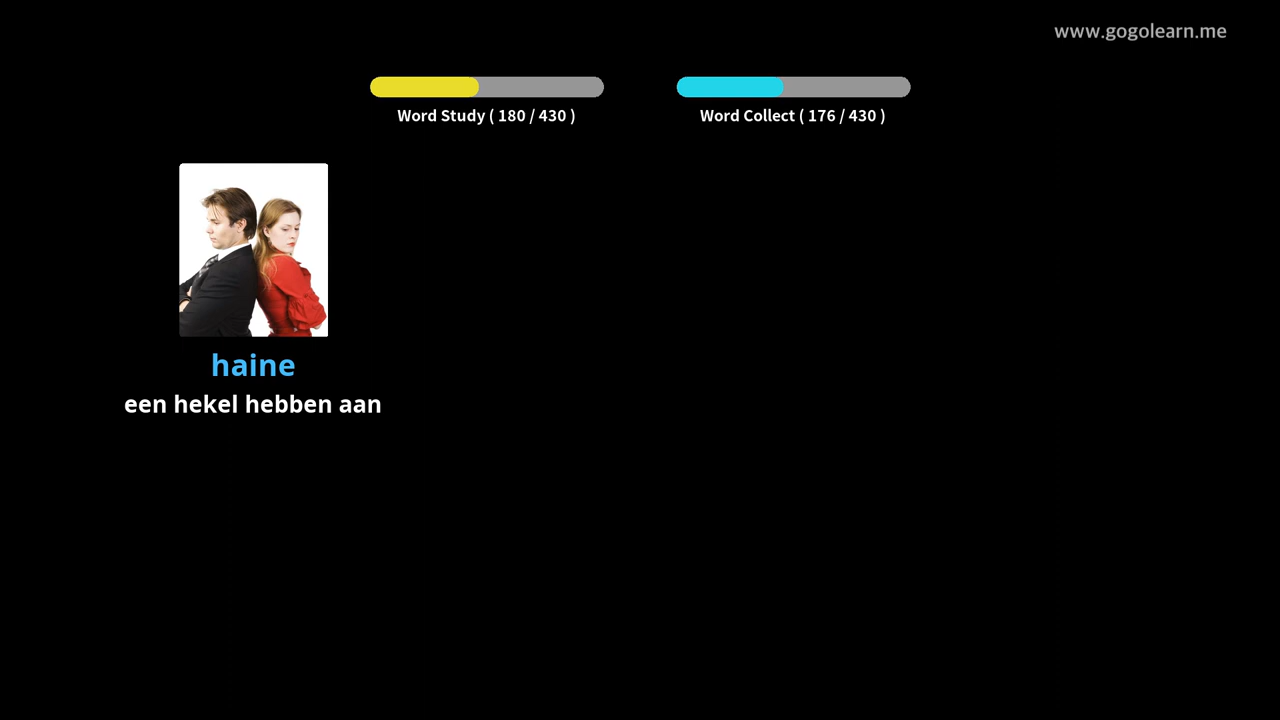 www.gogolearn.me
Word Study ( 180 / 430 )
Word Collect ( 176 / 430 )
haine
een hekel hebben aan